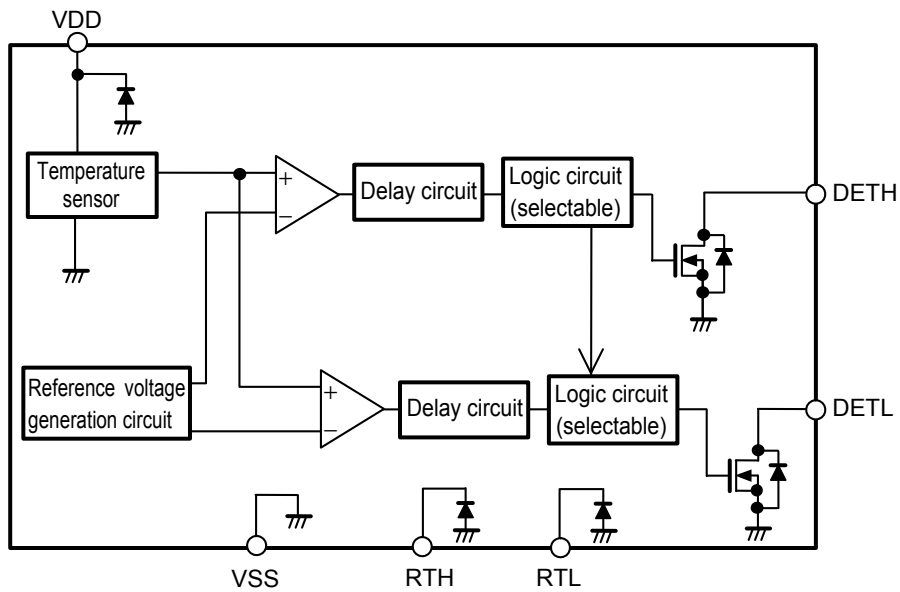 VDD
Temperature
sensor
+
−
Delay circuit
Logic circuit
(selectable)
DETH
Reference voltage
generation circuit
+
−
Delay circuit
Logic circuit
(selectable)
DETL
VSS
RTH
RTL